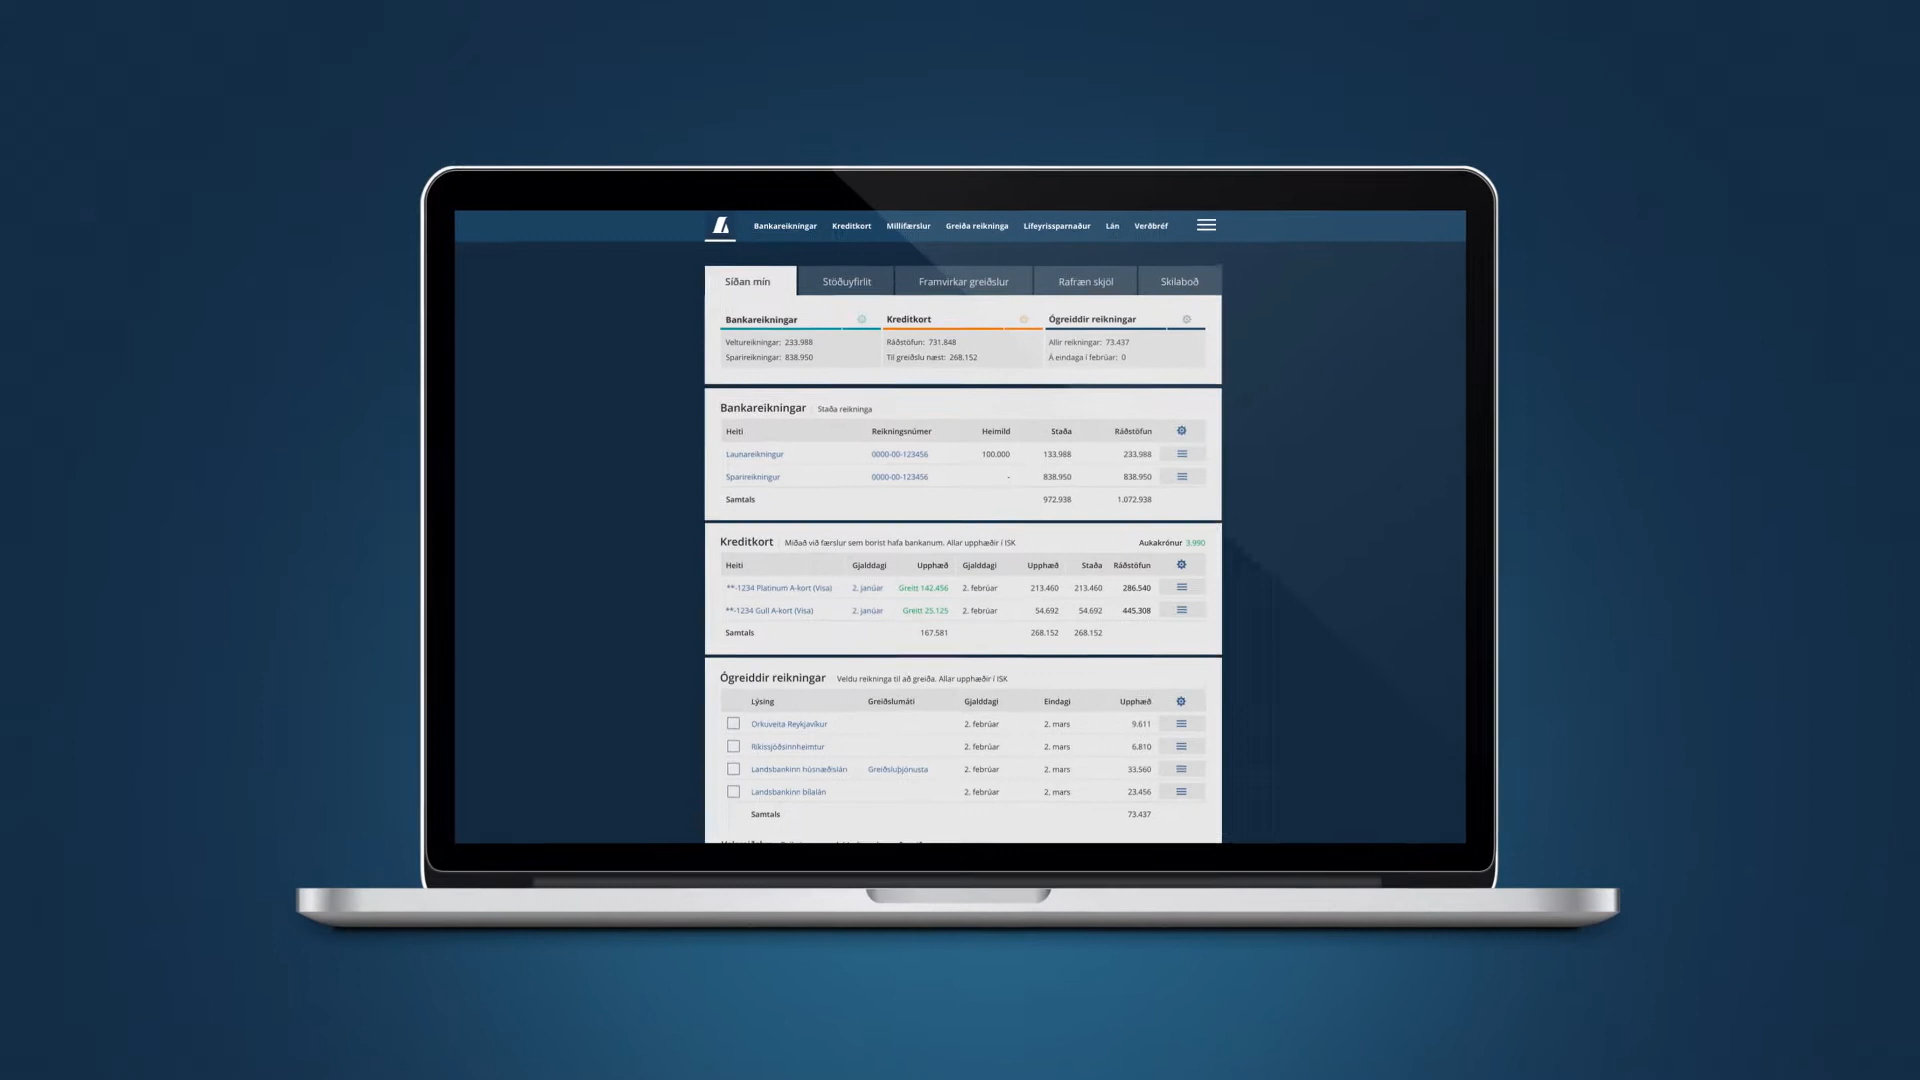 Bankareikningar Kreditkort Millifærslur Greiða reikninga Lífeyrissparnaður Lán Verðbréf
Síðan mín Stöðuyfirlit Framvirkar greiðslur Rafræn skjöl Skilaboð
Bankareikningar Kreditkort Ógreiddir reikningar
Veltureikningar: 233.988 Ráðstöfun: 731.848 Allir reikningar: 73.437
Sparireikningar: 838.950 Til greiðslu næst: 268.152 Á eindaga í febrúar: 0
Bankareikningar Staða reikninga
Heiti Reikningsnúmer Heimild Staða Ráðstöfun
Launareikningur 0000-00-123456 100.000 133.988 233.988
Sparireikningur 0000-00-123456 - 838.950 838.950
Samtals 972.938 1.072.938
Kreditkort Miðað við færslur sem borist hafa bankanum. Allar upphæðir í ISK Aukakrónur 3.990
Heiti Gjalddagi Upphæð Gjalddagi Upphæð Staða Ráðstöfun
**-1234 Platinum A-kort (Visa) 2. janúar Greitt 142.456 2. febrúar 213.460 213.460 286.540
**-1234 Gull A-kort (Visa) 2. janúar Greitt 25.125 2. febrúar 54.692 54.692 445.308
Samtals 167.581 268.152 268.152
Ógreiddir reikningar Veldu reikninga til að greiða. Allar upphæðir í ISK
Lýsing Greiðslumáti Gjalddagi Eindagi Upphæð
Orkuveita Reykjavíkur 2. febrúar 2. mars 9.611
Ríkissjóðsinnheimtur 2. febrúar 2. mars 6.810
Landsbankinn húsnæðislán Greiðsluþjónusta 2. febrúar 2. mars 33.560
Landsbankinn bílalán 2. febrúar 2. mars 23.456
Samtals 73.437